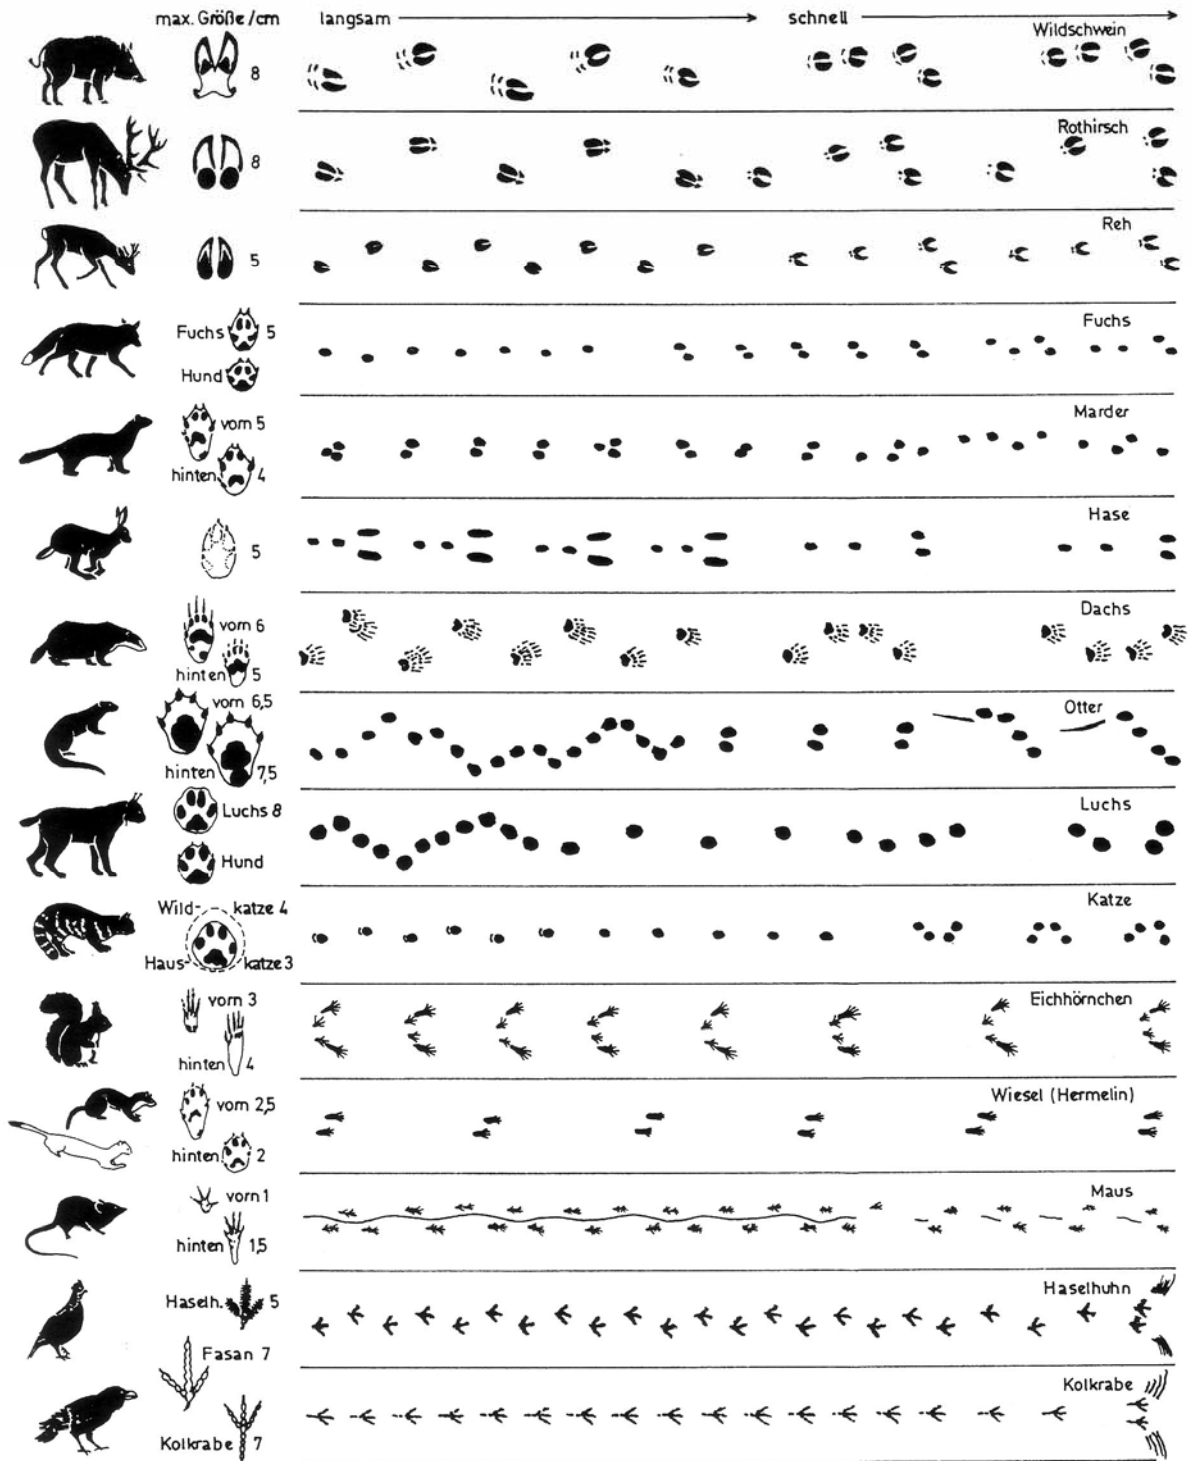 max. Größe/cm langsam schnell
Wildschwein
8
Rothirsch
8
Reh
5
Fuchs
Fuchs 5
Hund
Marder
vorn 5
hinten 4
Hase
5
Dachs
vorn 6
hinten 5
Otter
vorn 6,5
hinten 7,5
Luchs
Luchs 8
Hund
Katze
Wild- katze 4
Haus- katze 3
Eichhörnchen
vorn 3
hinten 4
Wiesel (Hermelin)
vorn 2,5
hinten 2
Maus
vorn 1
hinten 1,5
Haselhuhn
Haselh. 5
Fasan 7
Kolkrabe
Kolkrabe 7